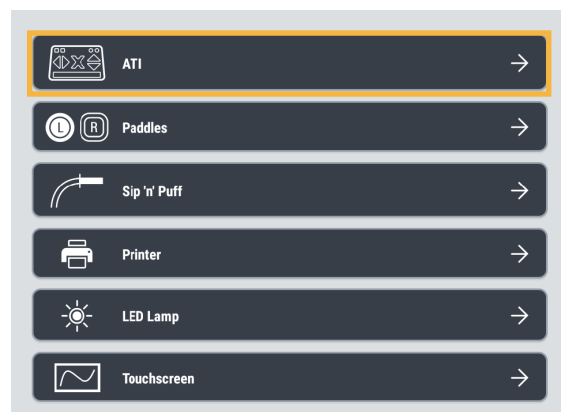 ATI
L R Paddles
Sip 'n' Puff
Printer
LED Lamp
Touchscreen